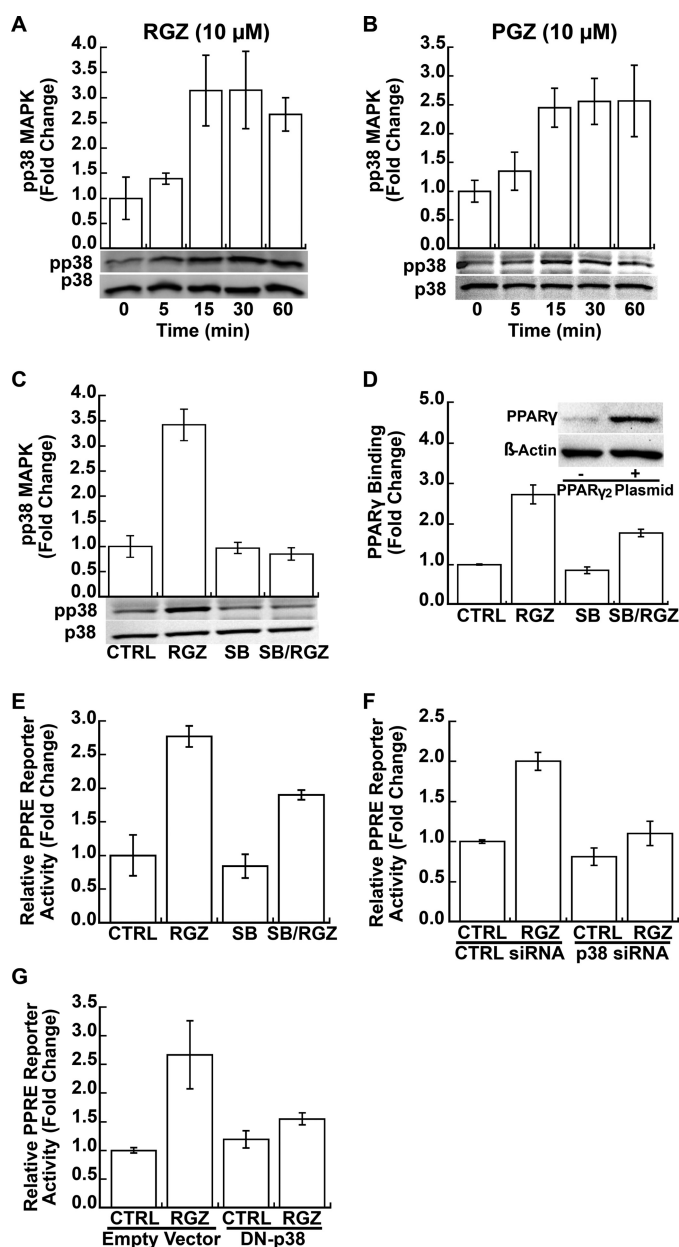 A
RGZ (10 µM)
pp38 MAPK
(Fold Change)
4.0
3.5
3.0
2.5
2.0
1.5
1.0
0.5
0.0
pp38
p38
0 5 15 30 60
Time (min)
B
PGZ (10 µM)
pp38 MAPK
(Fold Change)
4.0
3.5
3.0
2.5
2.0
1.5
1.0
0.5
0.0
pp38
p38
0 5 15 30 60
Time (min)
C
pp38 MAPK
(Fold Change)
4.0
3.5
3.0
2.5
2.0
1.5
1.0
0.5
0.0
pp38
p38
CTRL RGZ SB SB/RGZ
D
PPARγ Binding
(Fold Change)
5.0
4.0
3.0
2.0
1.0
0.0
PPARγ
ß-Actin
- +
PPARγ2 Plasmid
CTRL RGZ SB SB/RGZ
E
Relative PPRE Reporter
Activity (Fold Change)
3.0
2.5
2.0
1.5
1.0
0.5
0.0
CTRL RGZ SB SB/RGZ
F
Relative PPRE Reporter
Activity (Fold Change)
2.5
2.0
1.5
1.0
0.5
0.0
CTRL RGZ CTRL RGZ
CTRL siRNA p38 siRNA
G
Relative PPRE Reporter
Activity (Fold Change)
3.5
3.0
2.5
2.0
1.5
1.0
0.5
0.0
CTRL RGZ CTRL RGZ
Empty Vector DN-p38